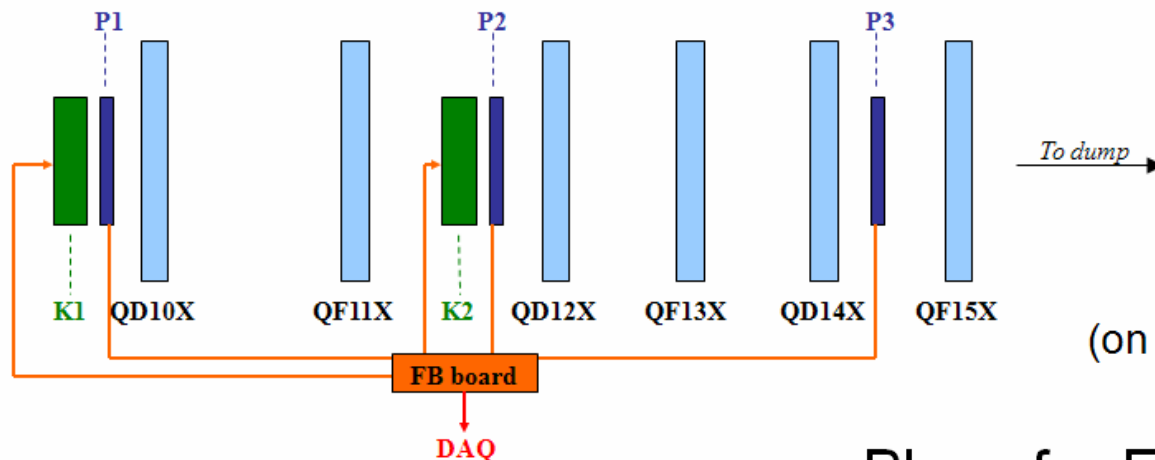 P1 P2 P3
To dump
K1 QD10X QF11X K2 QD12X QF13X QD14X QF15X
(on
FB board
DAQ